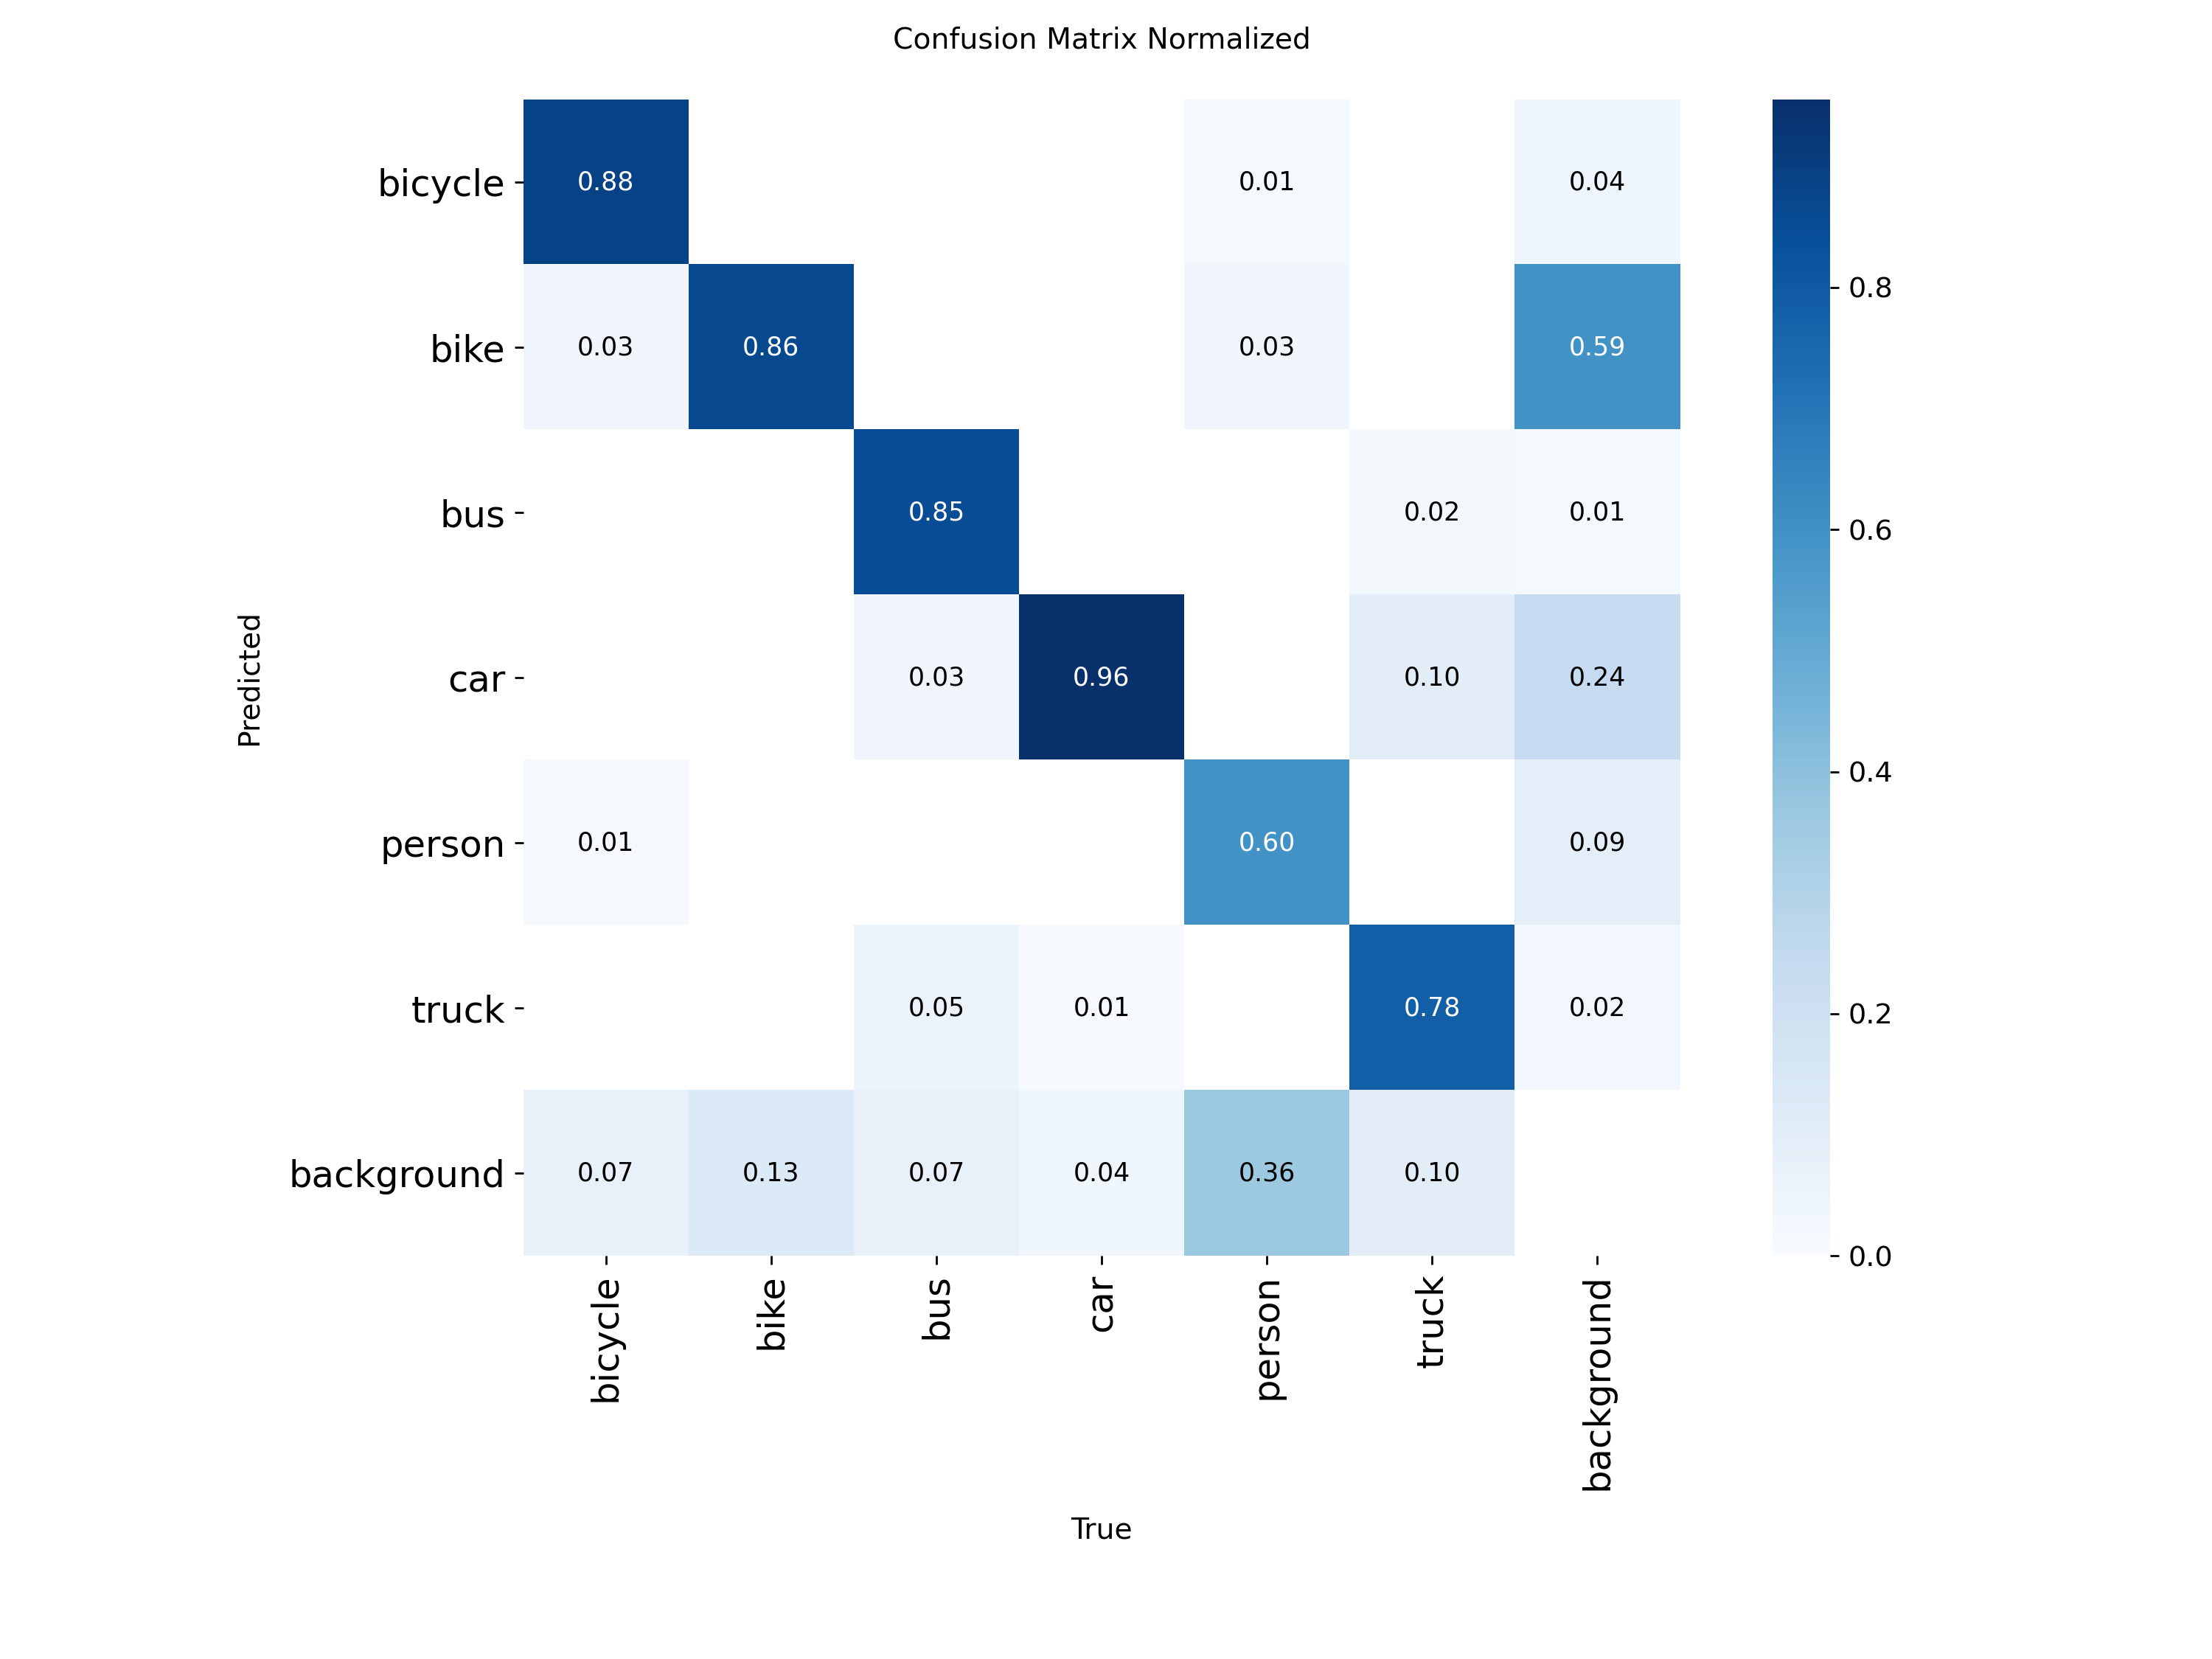 Confusion Matrix Normalized
bicycle 0.88 0.01 0.04
bike 0.03 0.86 0.03 0.59
bus 0.85 0.02 0.01
car 0.03 0.96 0.10 0.24
person 0.01 0.60 0.09
truck 0.05 0.01 0.78 0.02
background 0.07 0.13 0.07 0.04 0.36 0.10
bicycle bike bus car person truck background
True
Predicted
0.8
0.6
0.4
0.2
0.0